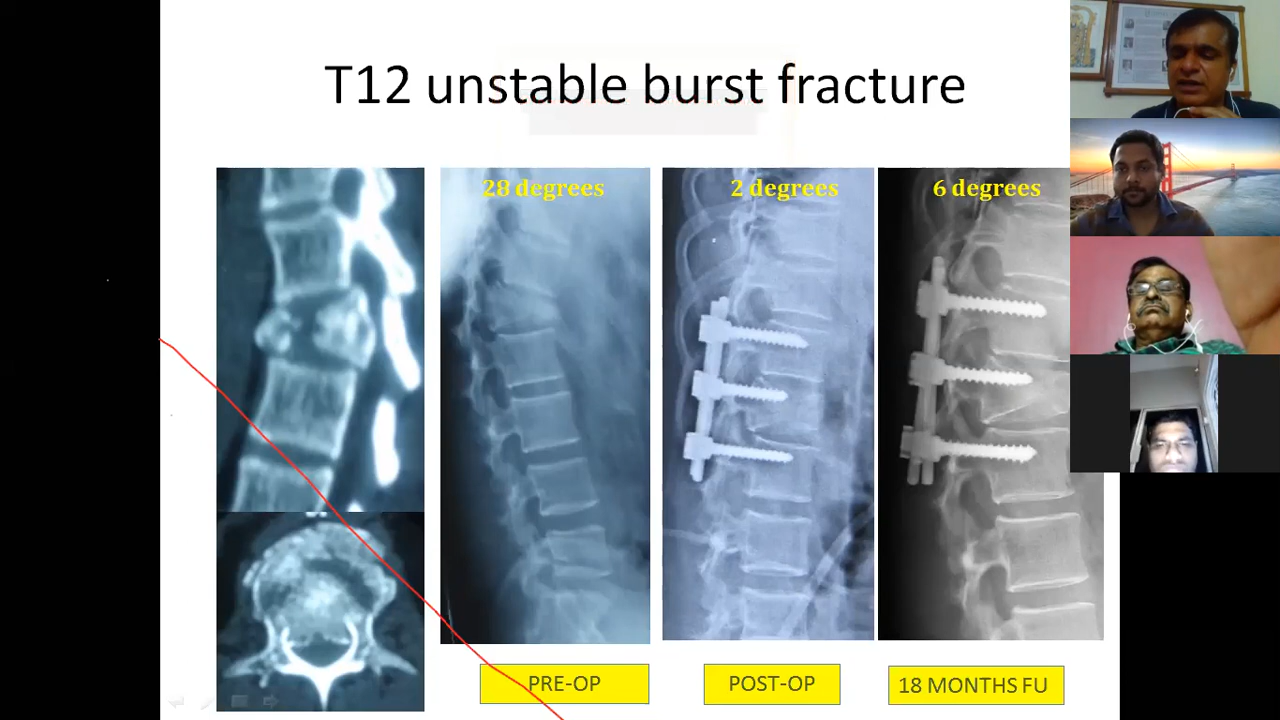 T12 unstable burst fracture
28 degrees
2 degrees
6 degrees
PRE-OP
POST-OP
18 MONTHS FU